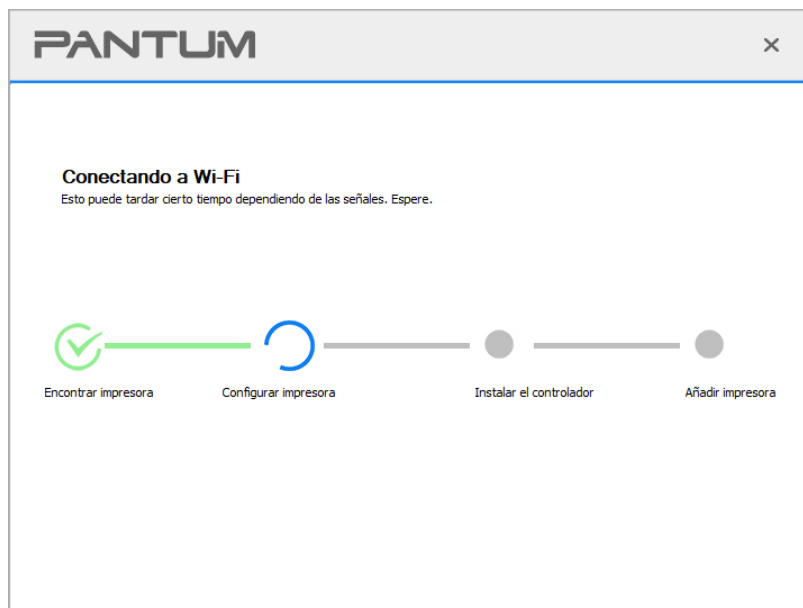 PANTUM
Conectando a Wi-Fi
Esto puede tardar cierto tiempo dependiendo de las señales. Espere.
Encontrar impresora
Configurar impresora
Instalar el controlador
Añadir impresora